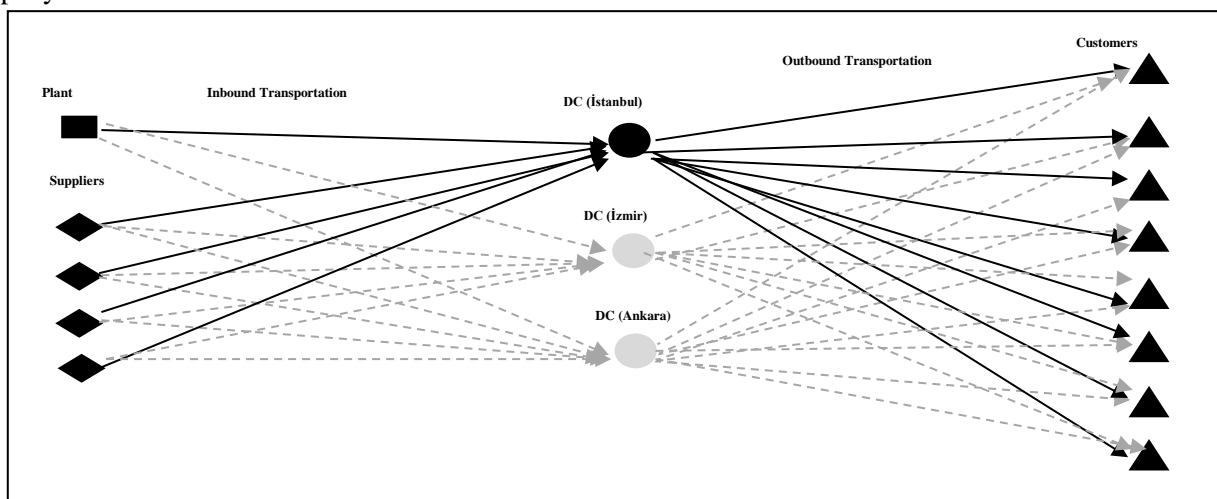 Customers
Outbound Transportation
Plant
Inbound Transportation
DC (İstanbul)
Suppliers
DC (İzmir)
DC (Ankara)